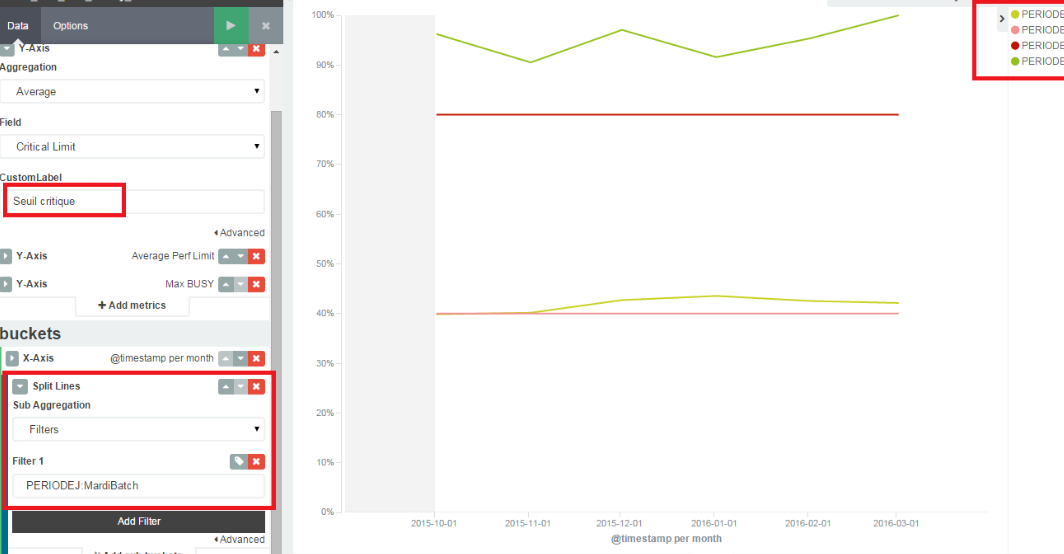 Data
Options
Y-Axis
Aggregation
Average
Field
Critical Limit
CustomLabel
Seuil critique
Advanced
Y-Axis
Average Perf Limit
Y-Axis
Max BUSY
Add metrics
buckets
X-Axis
@timestamp per month
Split Lines
Sub Aggregation
Filters
Filter 1
PERIODEJ:MardiBatch
Add Filter
Advanced
100%
90%
80%
70%
60%
50%
40%
30%
20%
10%
0%
2015-10-01
2015-11-01
2015-12-01
2016-01-01
2016-02-01
2016-03-01
@timestamp per month
PERIODE
PERIODE
PERIODE
PERIODE